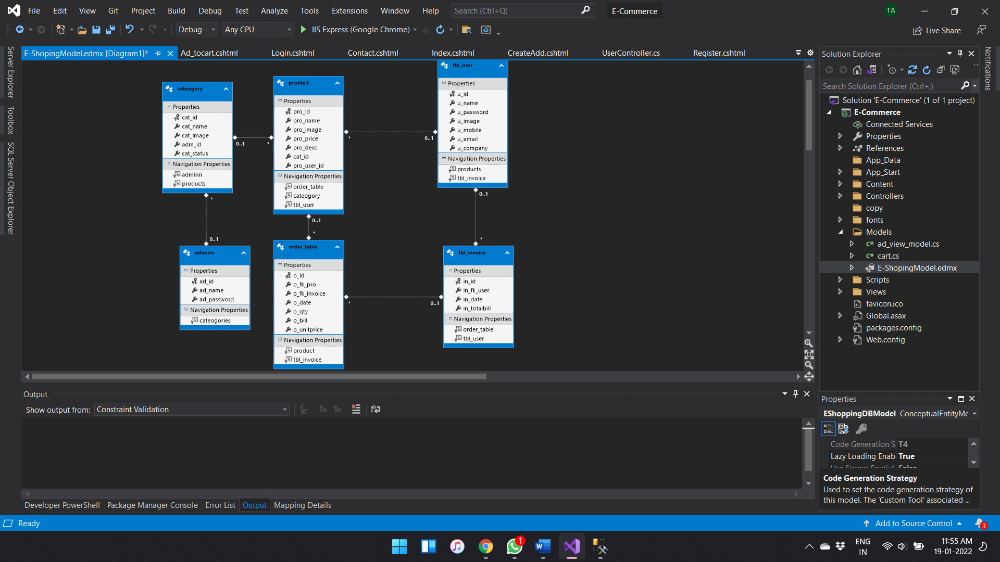 File Edit View Git Project Build Debug Test Analyze Tools Extensions Window Help Search (Ctrl+Q) E-Commerce TA
Debug Any CPU IIS Express (Google Chrome) Live Share
Server Explorer
Toolbox
SQL Server Object Explorer
E-ShopingModel.edmx [Diagram1]* Ad_tocart.cshtml Login.cshtml Contact.cshtml Index.cshtml CreateAdd.cshtml UserController.cs Register.cshtml
cateogory
Properties
cat_id
cat_name
cat_image
adm_id
cat_status
Navigation Properties
adminn
products
0..1 *
product
Properties
pro_id
pro_name
pro_image
pro_price
pro_desc
cat_id
pro_user_id
Navigation Properties
order_table
cateogory
tbl_user
* 0..1
tbl_user
Properties
u_id
u_name
u_password
u_image
u_mobile
u_email
u_company
Navigation Properties
products
tbl_invoice
*
0..1
0..1
*
0..1
*
adminn
Properties
ad_id
ad_name
ad_password
Navigation Properties
cateogories
order_table
Properties
o_id
o_fk_pro
o_fk_invoice
o_date
o_qty
o_bill
o_unitprice
Navigation Properties
product
tbl_invoice
* 0..1
tbl_invoice
Properties
in_id
in_fk_user
in_date
in_totalbill
Navigation Properties
order_table
tbl_user
Output
Show output from: Constraint Validation
Developer PowerShell Package Manager Console Error List Output Mapping Details
Solution Explorer
Search Solution Explorer (Ctrl+;)
Solution 'E-Commerce' (1 of 1 project)
E-Commerce
Connected Services
Properties
References
App_Data
App_Start
Content
Controllers
copy
fonts
Models
C# ad_view_model.cs
C# cart.cs
E-ShopingModel.edmx
Scripts
Views
favicon.ico
Global.asax
packages.config
Web.config
Notifications
Properties
EShoppingDBModel ConceptualEntityMc
Code Generation S T4
Lazy Loading Enab True
Use Strong Spatial False
Code Generation Strategy
Used to set the code generation strategy of
this model. The 'Custom Tool' associated ...
Ready Add to Source Control 3
1
W
ENG
IN
11:55 AM
19-01-2022